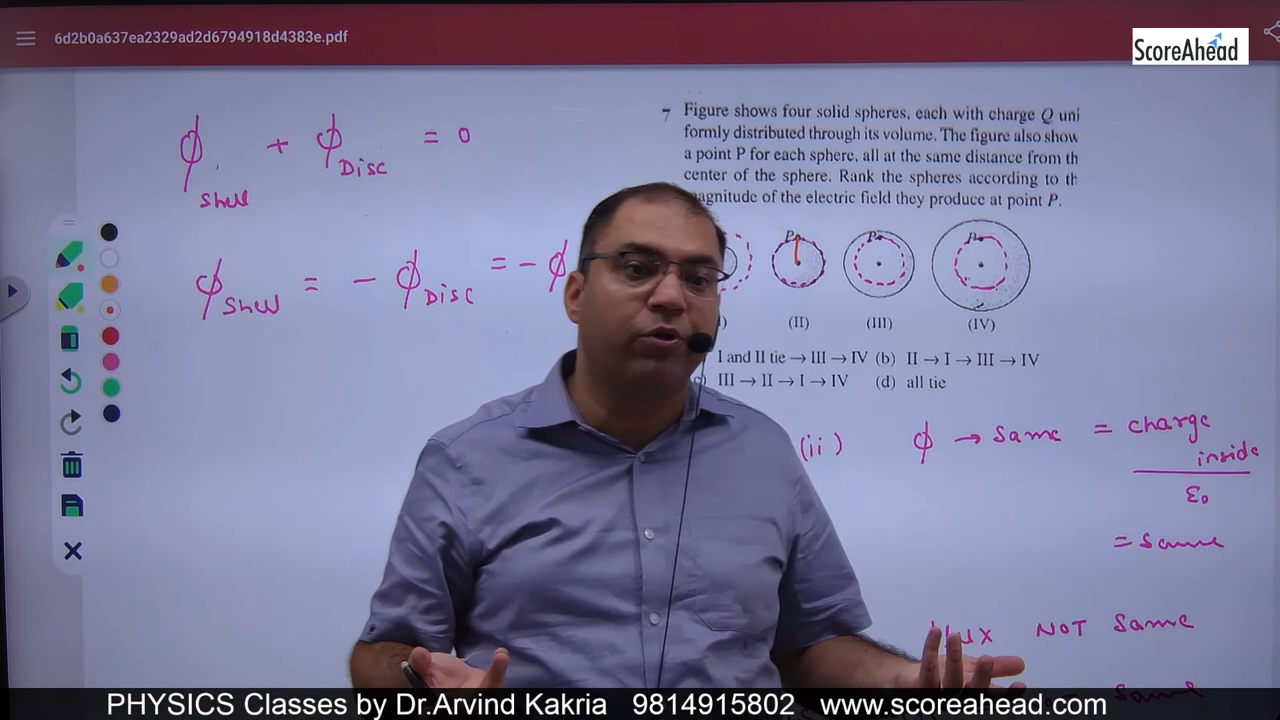 6d2b0a637ea2329ad2d6794918d4383e.pdf
ScoreAhead
ϕ shell + ϕ Disc = 0
ϕ shell = - ϕ Disc = - ϕ
7 Figure shows four solid spheres, each with charge Q uni
formly distributed through its volume. The figure also show
a point P for each sphere, all at the same distance from th
center of the sphere. Rank the spheres according to th
agnitude of the electric field they produce at point P.
P P P
(II) (III) (IV)
I and II tie → III → IV (b) II → I → III → IV
III → II → I → IV (d) all tie
(ii) ϕ → same = charge inside
ε0
= same
NOT same
same
PHYSICS Classes by Dr.Arvind Kakria 9814915802 www.scoreahead.com